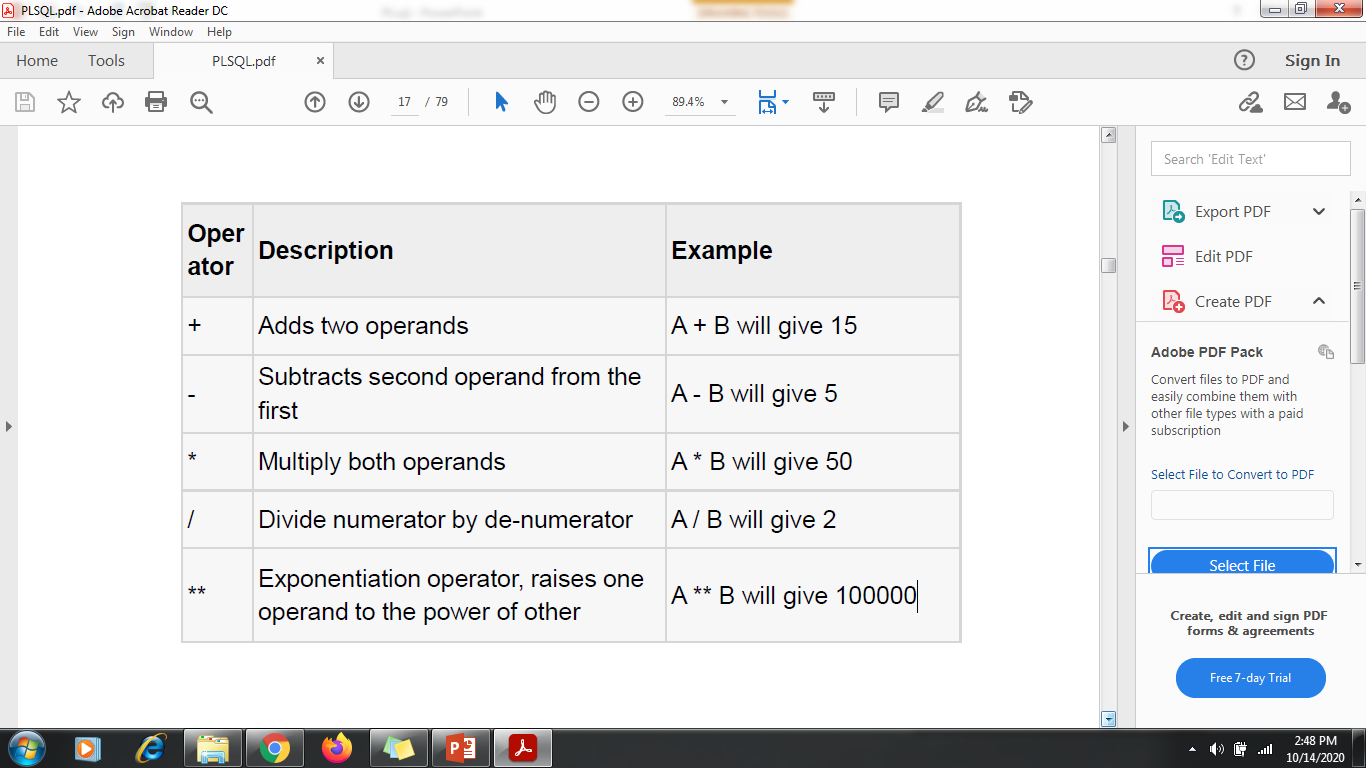 PLSQL.pdf - Adobe Acrobat Reader DC
File Edit View Sign Window Help
Home Tools PLSQL.pdf × ? Sign In
17 / 79 89.4%
Oper
ator
Description
Example
+
Adds two operands
A + B will give 15
-
Subtracts second operand from the
first
A - B will give 5
*
Multiply both operands
A * B will give 50
/
Divide numerator by de-numerator
A / B will give 2
**
Exponentiation operator, raises one
operand to the power of other
A ** B will give 100000
Search 'Edit Text'
Export PDF
Edit PDF
Create PDF
Adobe PDF Pack
Convert files to PDF and
easily combine them with
other file types with a paid
subscription
Select File to Convert to PDF
Select File
Create, edit and sign PDF
forms & agreements
Free 7-day Trial
2:48 PM
10/14/2020